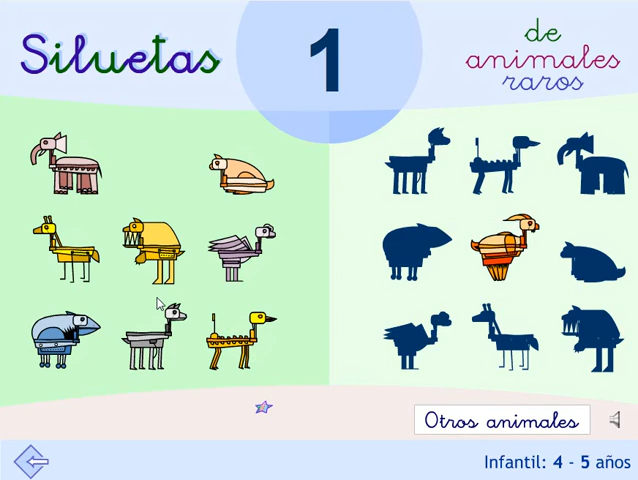 Siluetas
1
de
animales
raros
Otros animales
Infantil: 4 - 5 años